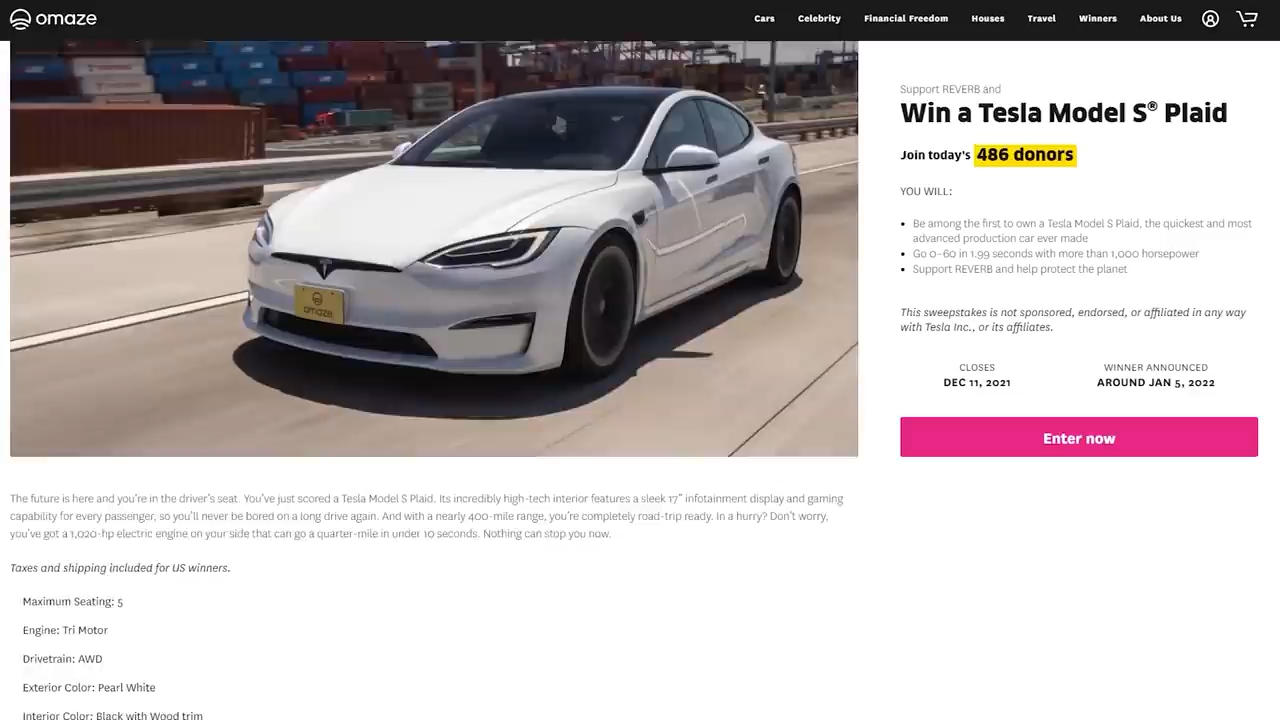 omaze
Cars Celebrity Financial Freedom Houses Travel Winners About Us
omaze
Support REVERB and
Win a Tesla Model S® Plaid
Join today's 486 donors
YOU WILL:
• Be among the first to own a Tesla Model S Plaid, the quickest and most
advanced production car ever made
• Go 0–60 in 1.99 seconds with more than 1,000 horsepower
• Support REVERB and help protect the planet
This sweepstakes is not sponsored, endorsed, or affiliated in any way
with Tesla Inc., or its affiliates.
CLOSES
DEC 11, 2021
WINNER ANNOUNCED
AROUND JAN 5, 2022
Enter now
The future is here and you're in the driver's seat. You've just scored a Tesla Model S Plaid. Its incredibly high-tech interior features a sleek 17" infotainment display and gaming
capability for every passenger, so you'll never be bored on a long drive again. And with a nearly 400-mile range, you're completely road-trip ready. In a hurry? Don't worry,
you've got a 1,020-hp electric engine on your side that can go a quarter-mile in under 10 seconds. Nothing can stop you now.
Taxes and shipping included for US winners.
Maximum Seating: 5
Engine: Tri Motor
Drivetrain: AWD
Exterior Color: Pearl White
Interior Color: Black with Wood trim